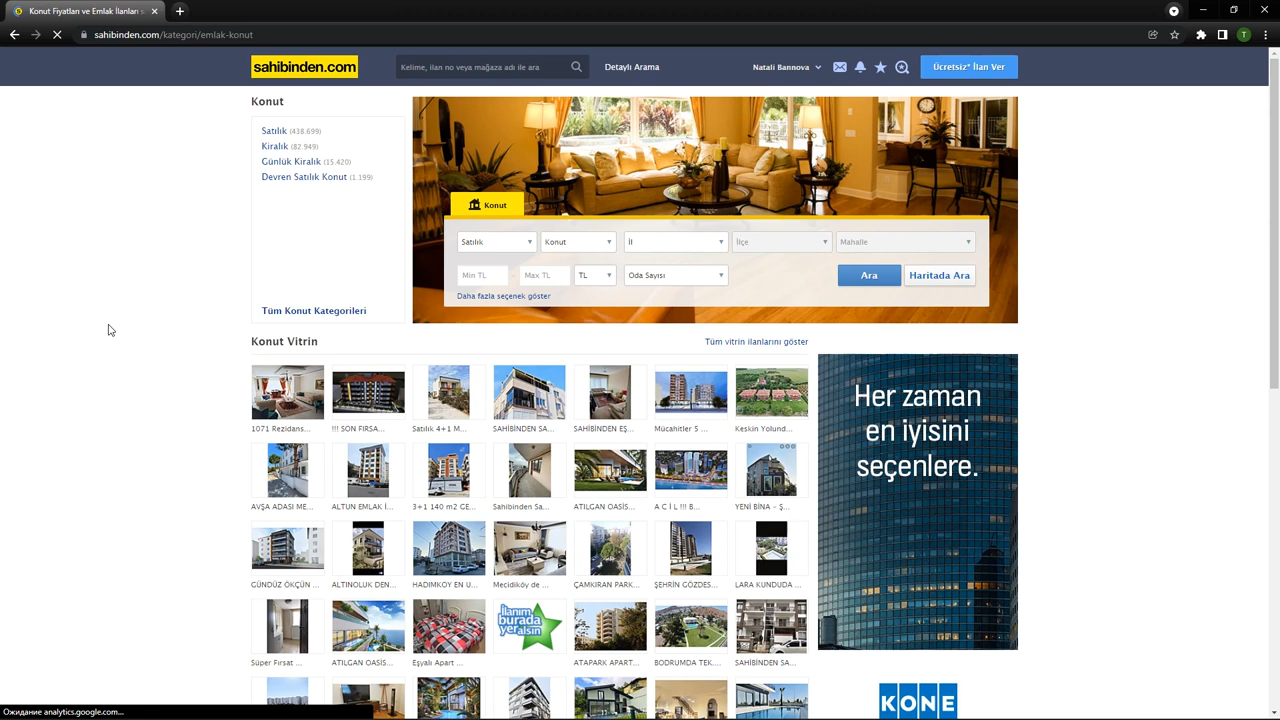 Konut Fiyatları ve Emlak İlanları s
sahibinden.com/kategori/emlak-konut
T
sahibinden.com
Kelime, ilan no veya mağaza adı ile ara
Detaylı Arama
Natali Bannova
Ücretsiz* İlan Ver
Konut
Satılık (438.699)
Kiralık (82.949)
Günlük Kiralık (15.420)
Devren Satılık Konut (1.199)
Tüm Konut Kategorileri
Konut
Satılık
Konut
İl
İlçe
Mahalle
Min TL - Max TL
TL
Oda Sayısı
Ara
Haritada Ara
Daha fazla seçenek göster
Konut Vitrin
Tüm vitrin ilanlarını göster
1071 Rezidans...
!!! SON FIRSA...
Satılık 4+1 M...
SAHİBİNDEN SA...
SAHİBİNDEN EŞ...
Mücahitler 5 ...
Keskin Yolund...
AVŞA ADASI ME...
ALTUN EMLAK İ...
3+1 140 m2 GE...
Sahibinden Sa...
ATILGAN OASİS...
A C İ L !!! B...
YENİ BİNA - Ş...
GÜNDÜZ ÖKÇÜN ...
ALTINOLUK DEN...
HADIMKOY EN U...
Mecidiköy de ...
ÇAMKIRAN PARK...
ŞEHRİN GÖZDES...
LARA KUNDUDA ...
ilanım
burada
yeralsın
Süper Fırsat ...
ATILGAN OASİS...
Eşyalı Apart ...
ATAPARK APART...
BODRUMDA TEK....
SAHİBİNDEN SA...
Her zaman
en iyisini
seçenlere.
KONE
Ожидание analytics.google.com...